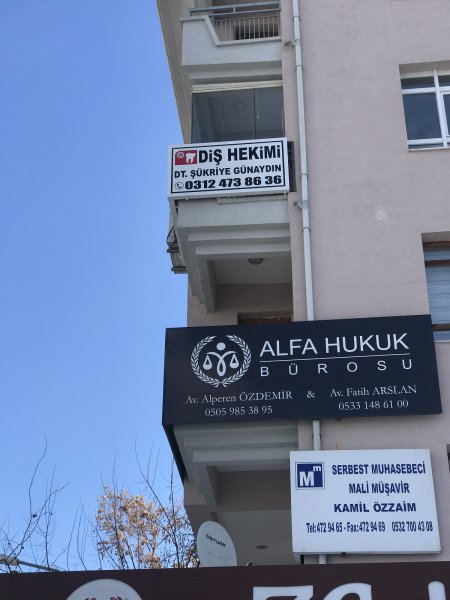 DİŞ HEKİMİ
DT. ŞÜKRİYE GÜNAYDIN
0312 473 86 36
ALFA HUKUK
BÜROSU
Av. Alperen ÖZDEMİR & Av. Fatih ARSLAN
0505 985 38 95 0533 148 61 00
Mm
SERBEST MUHASEBECİ
MALİ MÜŞAVİR
KAMİL ÖZZAİM
Tel:472 94 65 - Fax:472 94 69 0532 700 43 08
DIGITURK